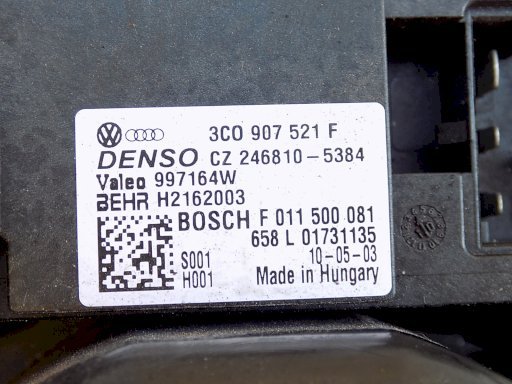 3C0 907 521 F
DENSO CZ 246810-5384
Valeo 997164W
BEHR H2162003
BOSCH F 011 500 081
658 L 01731135
S001 10-05-03
H001 Made in Hungary